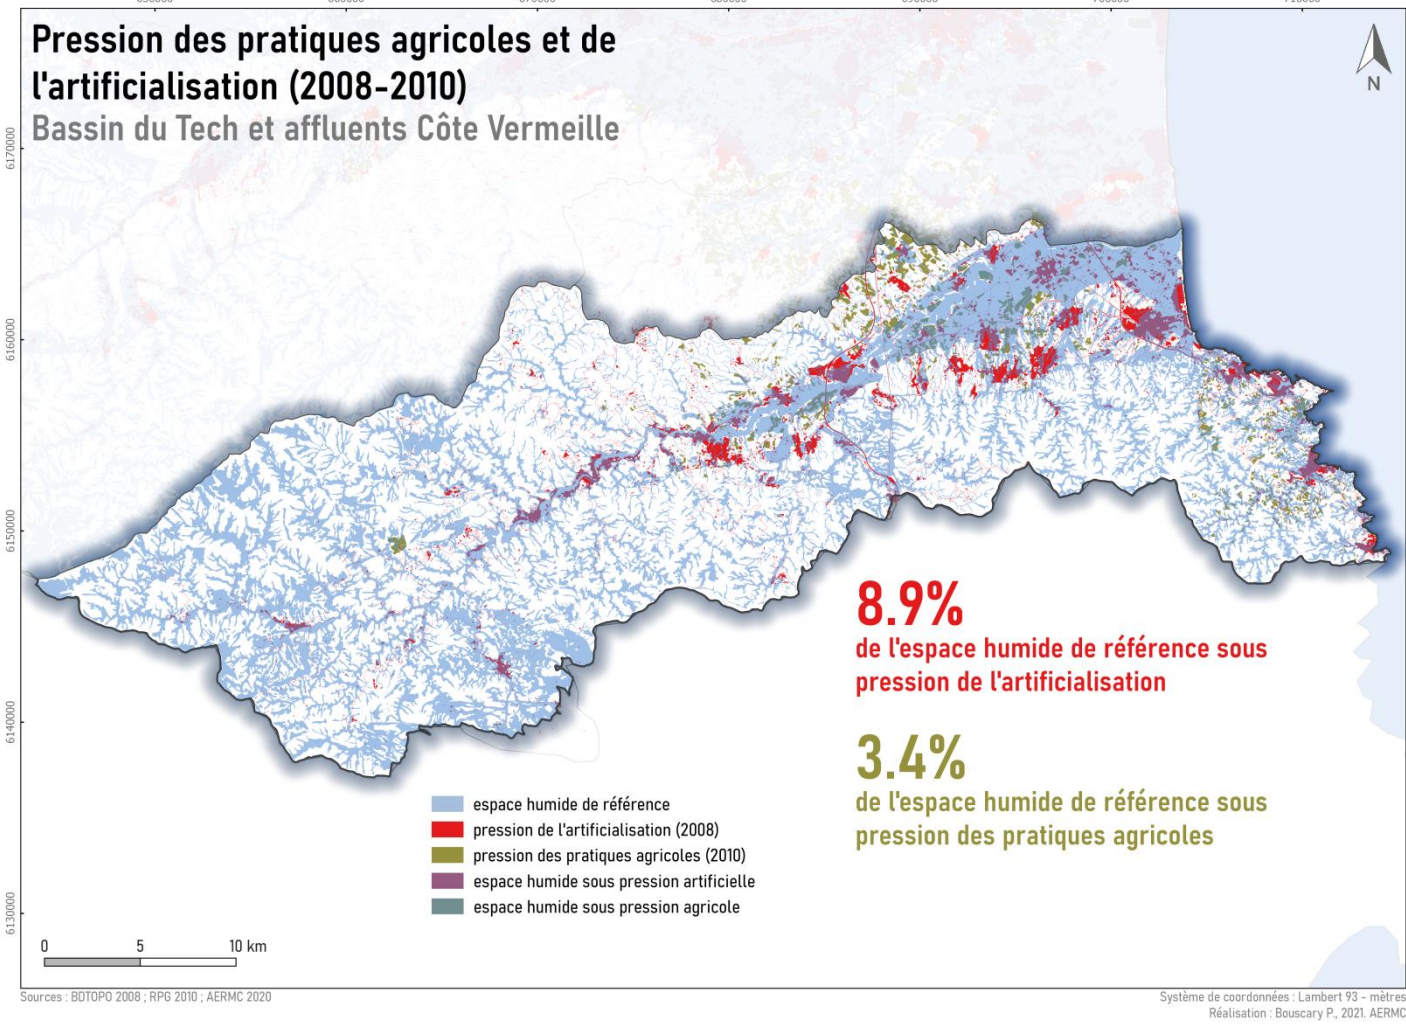 Pression des pratiques agricoles et de
l'artificialisation (2008-2010)
Bassin du Tech et affluents Côte Vermeille
N
6170000
6160000
6150000
6140000
6130000
8.9%
de l'espace humide de référence sous
pression de l'artificialisation
3.4%
de l'espace humide de référence sous
pression des pratiques agricoles
espace humide de référence
pression de l'artificialisation (2008)
pression des pratiques agricoles (2010)
espace humide sous pression artificielle
espace humide sous pression agricole
0 5 10 km
Sources : BDTOPO 2008 ; RPG 2010 ; AERMC 2020
Système de coordonnées : Lambert 93 - mètres
Réalisation : Bouscary P., 2021. AERMC